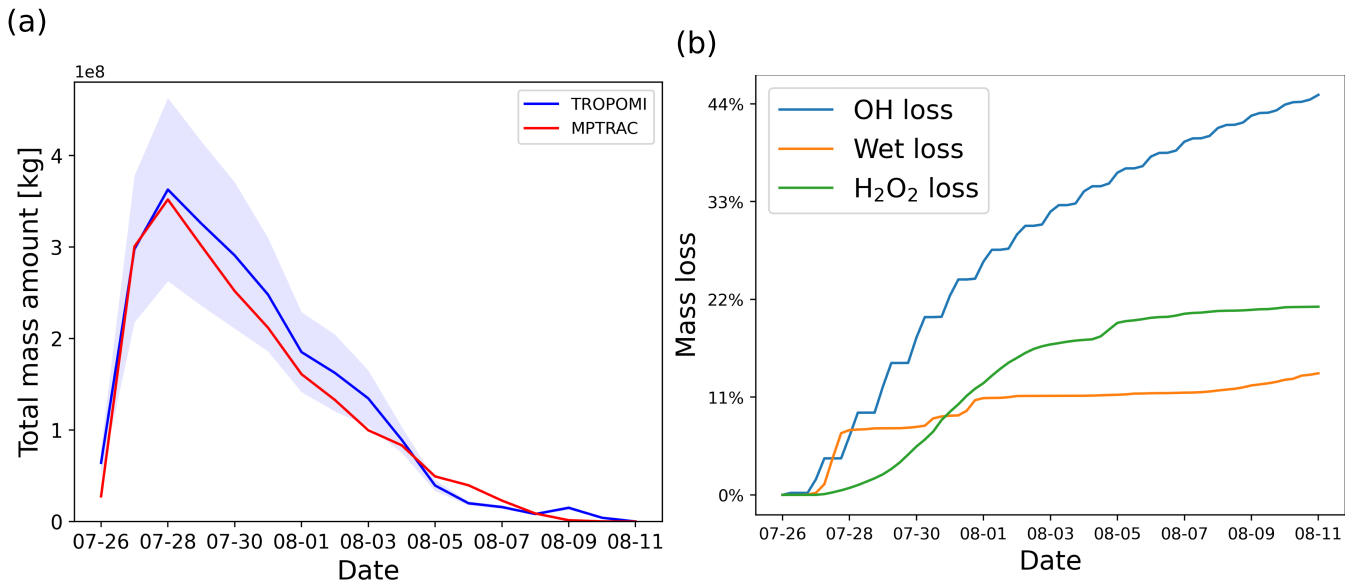 (a)
1e8
Total mass amount [kg]
4
3
2
1
0
TROPOMI
MPTRAC
07-26 07-28 07-30 08-01 08-03 08-05 08-07 08-09 08-11
Date
(b)
Mass loss
44%
33%
22%
11%
0%
OH loss
Wet loss
H₂O₂ loss
07-26 07-28 07-30 08-01 08-03 08-05 08-07 08-09 08-11
Date